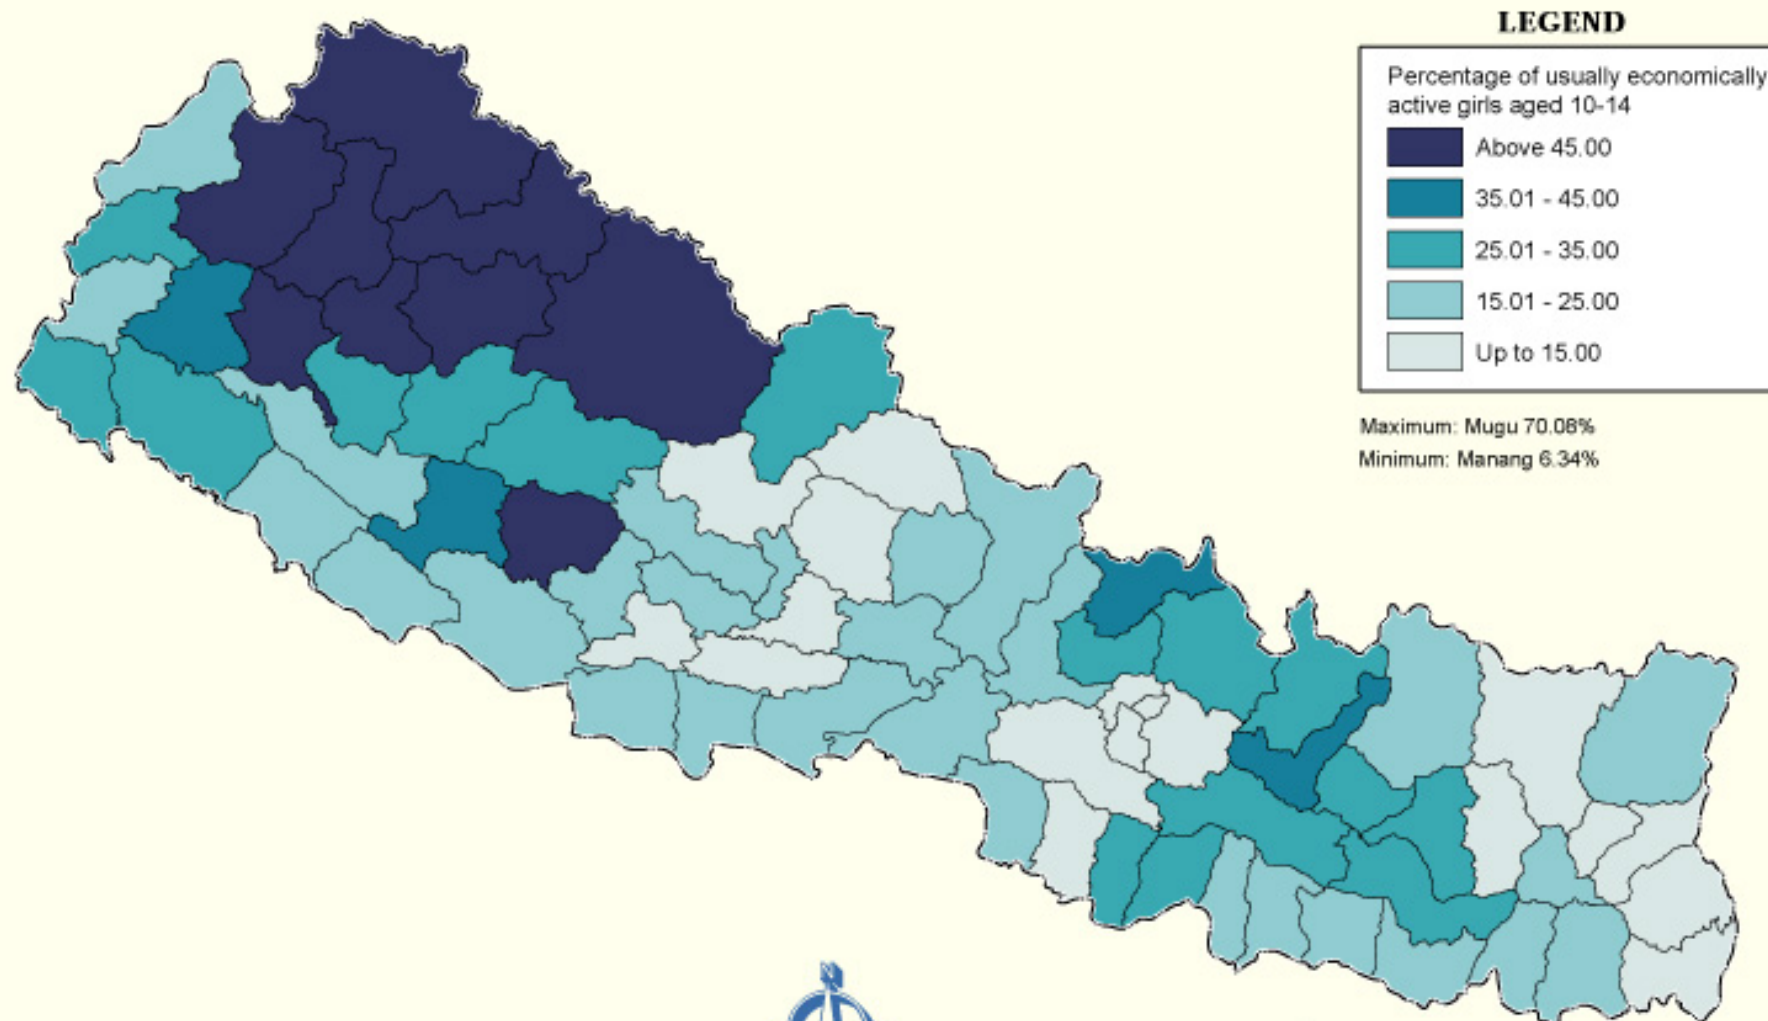 LEGEND
Percentage of usually economically
active girls aged 10-14
Above 45.00
35.01 - 45.00
25.01 - 35.00
15.01 - 25.00
Up to 15.00
Maximum: Mugu 70.08%
Minimum: Manang 6.34%
N